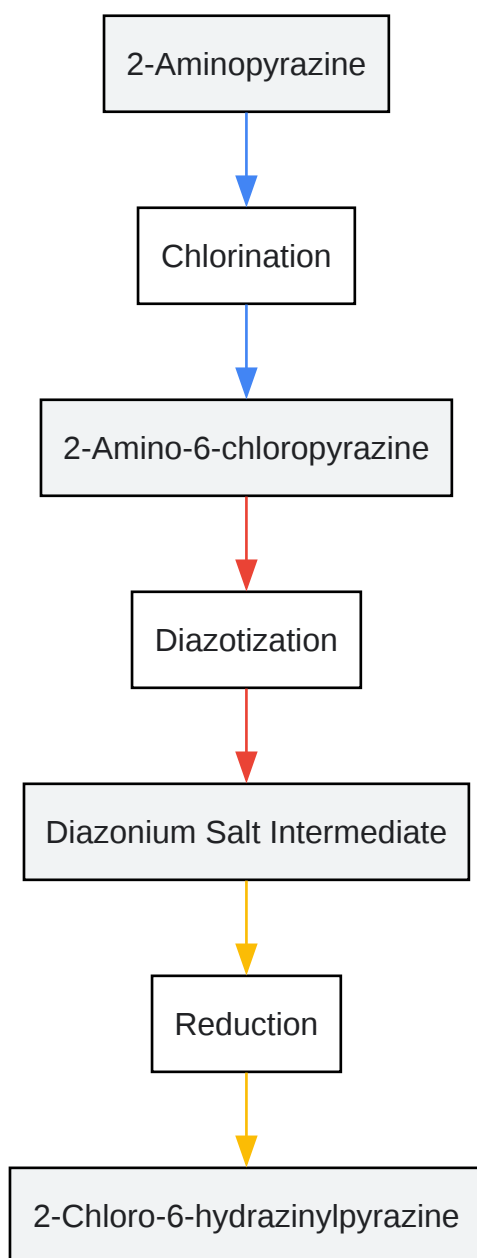 2-Aminopyrazine
Chlorination
2-Amino-6-chloropyrazine
Diazotization
Diazonium Salt Intermediate
Reduction
2-Chloro-6-hydrazinylpyrazine